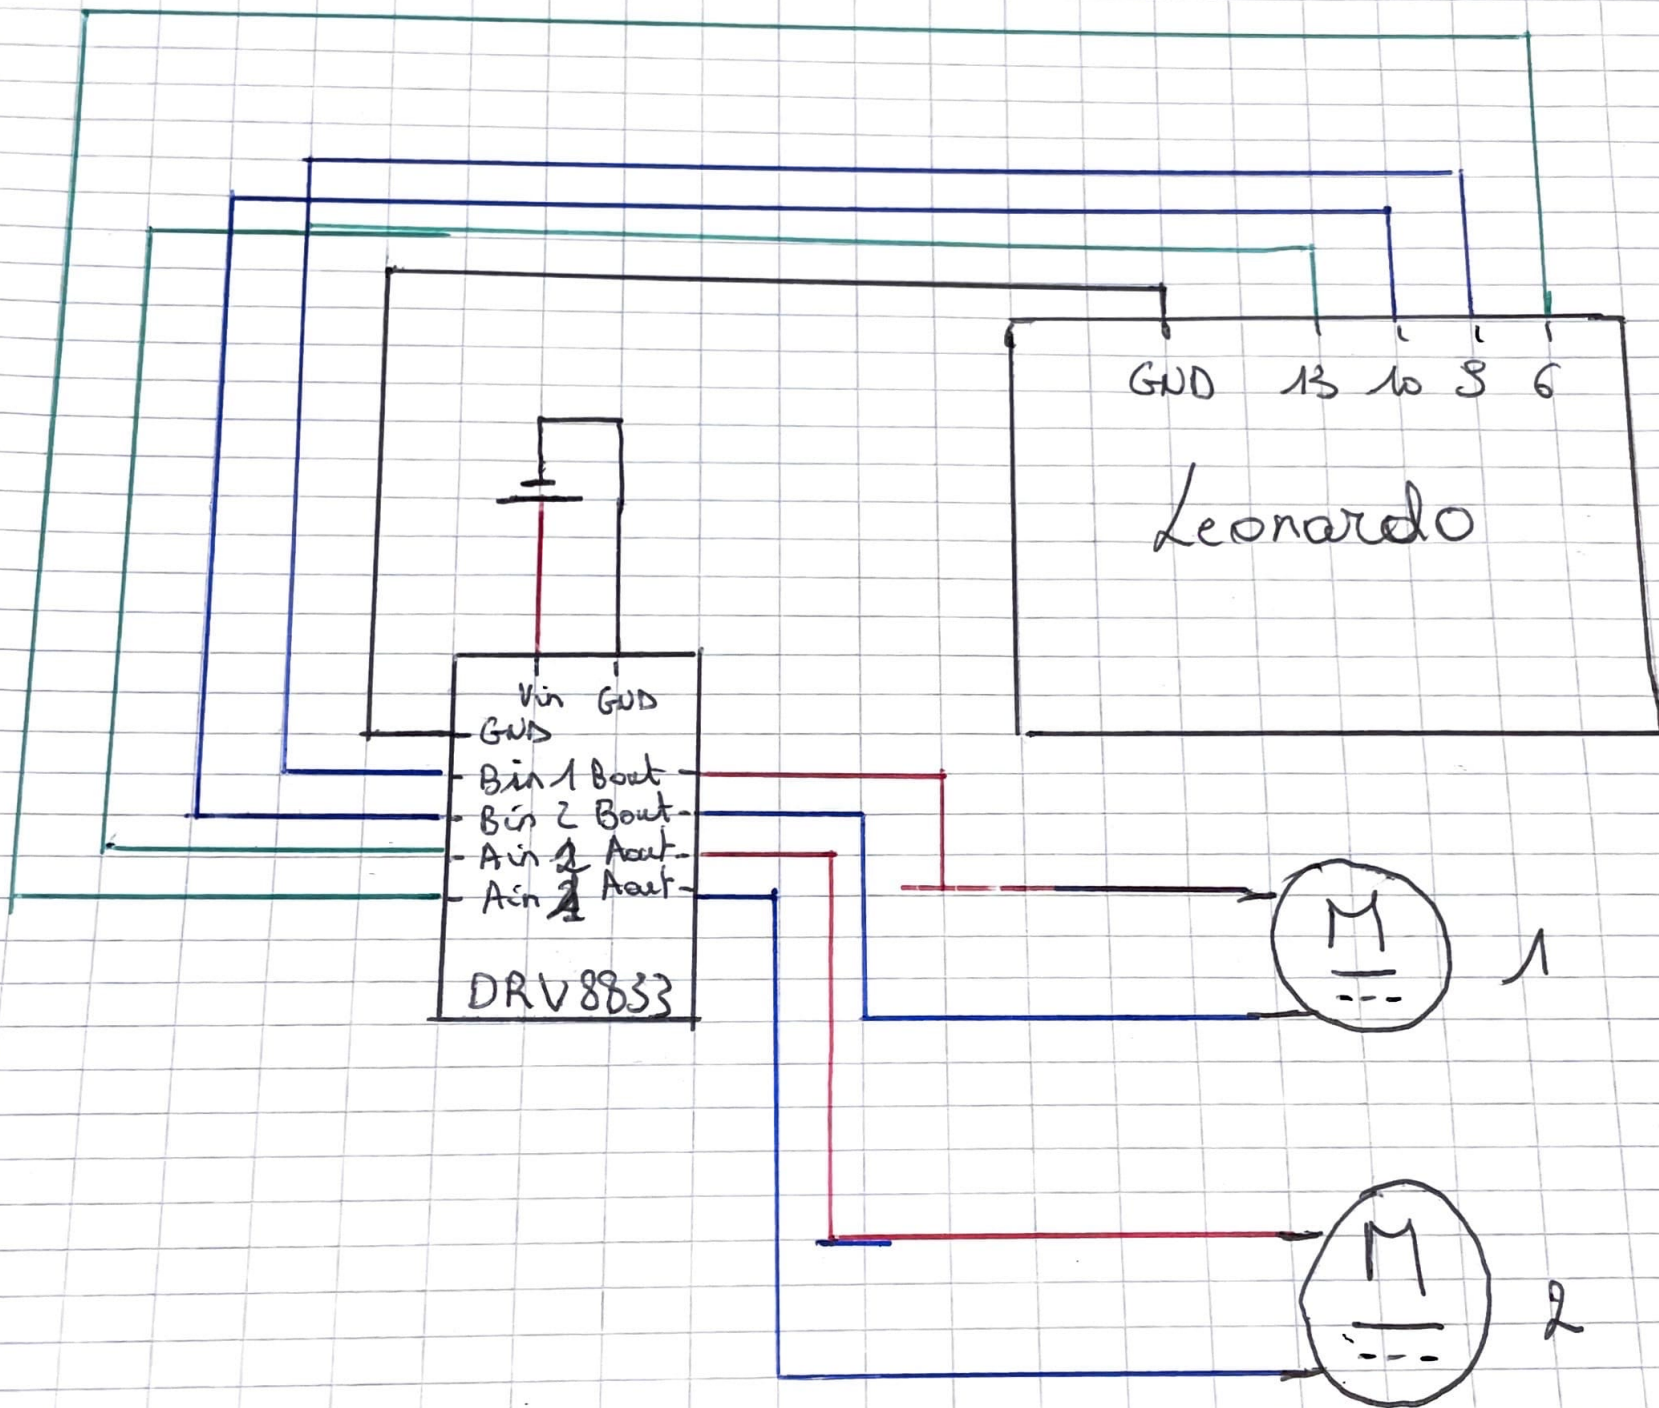 GND 13 10 9 6
Leonardo
Vin GND
GND
Bin 1 Bout
Bin 2 Bout
Ain 2 Aout
Ain 1 Aout
DRV8833
M 1
M 2